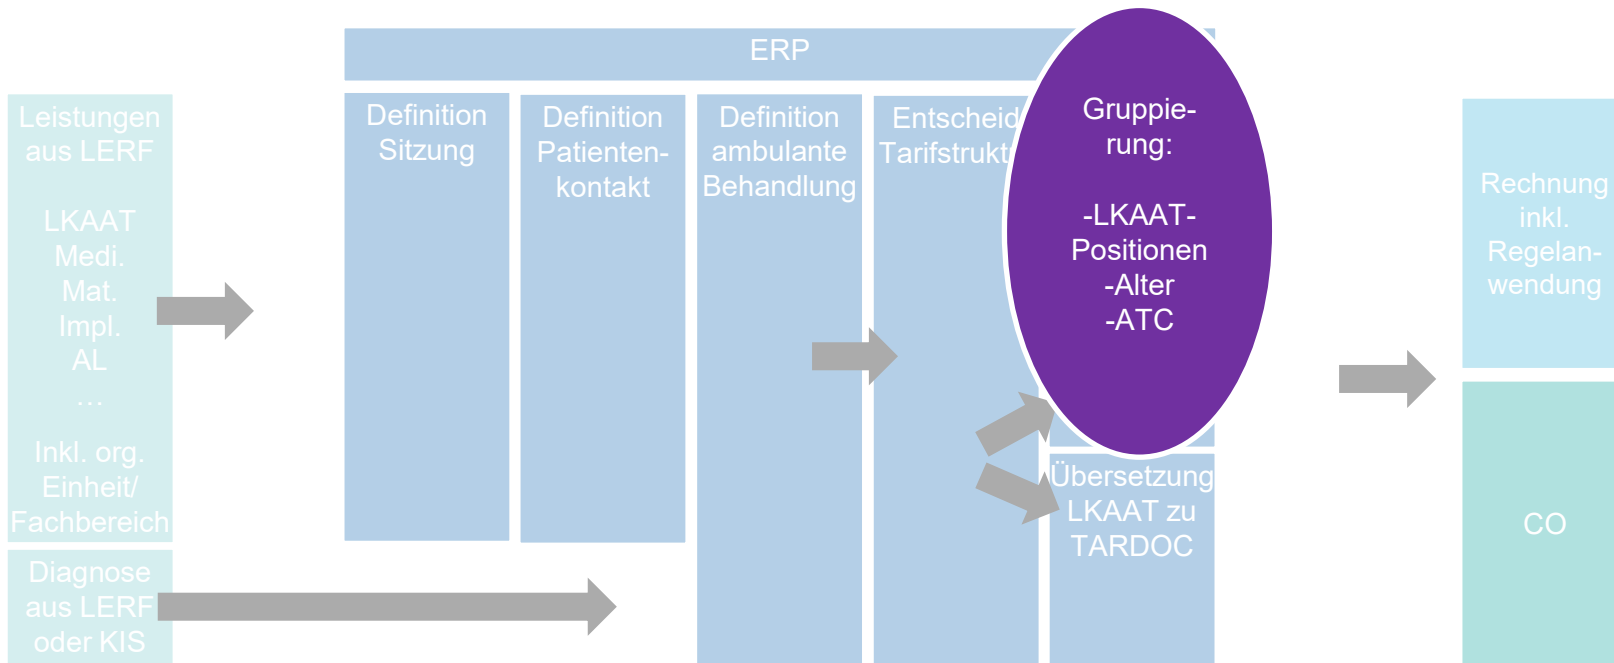 ERP
Leistungen
aus LERF
LKAAT
Medi.
Mat.
Impl.
AL
…
Inkl. org.
Einheit/
Fachbereich
Diagnose
aus LERF
oder KIS
Definition
Sitzung
Definition
Patienten-
kontakt
Definition
ambulante
Behandlung
Entscheid
Tarifstrukt
Gruppie-
rung:
-LKAAT-
Positionen
-Alter
-ATC
Übersetzung
LKAAT zu
TARDOC
Rechnung
inkl.
Regelan-
wendung
CO